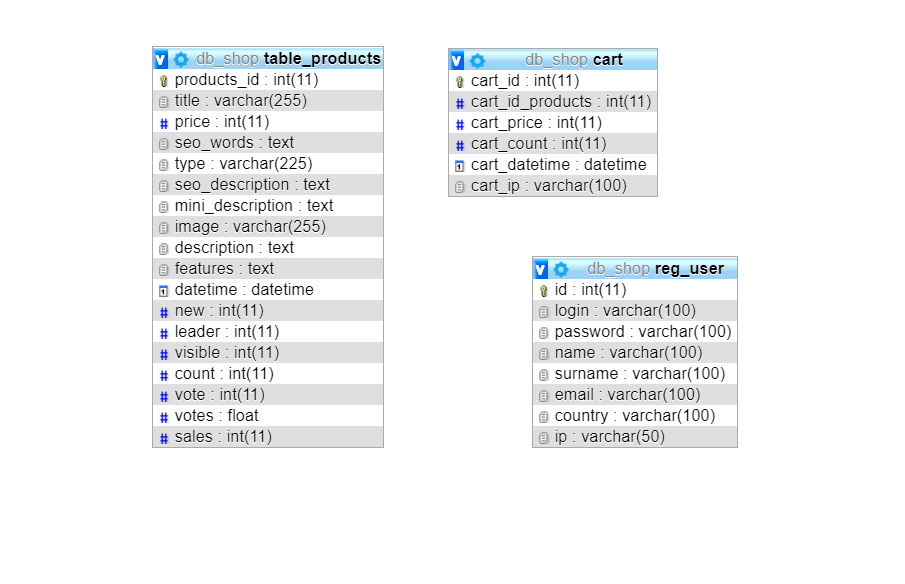 db_shop table_products
products_id : int(11)
title : varchar(255)
price : int(11)
seo_words : text
type : varchar(225)
seo_description : text
mini_description : text
image : varchar(255)
description : text
features : text
datetime : datetime
new : int(11)
leader : int(11)
visible : int(11)
count : int(11)
vote : int(11)
votes : float
sales : int(11)
db_shop cart
cart_id : int(11)
cart_id_products : int(11)
cart_price : int(11)
cart_count : int(11)
cart_datetime : datetime
cart_ip : varchar(100)
db_shop reg_user
id : int(11)
login : varchar(100)
password : varchar(100)
name : varchar(100)
surname : varchar(100)
email : varchar(100)
country : varchar(100)
ip : varchar(50)